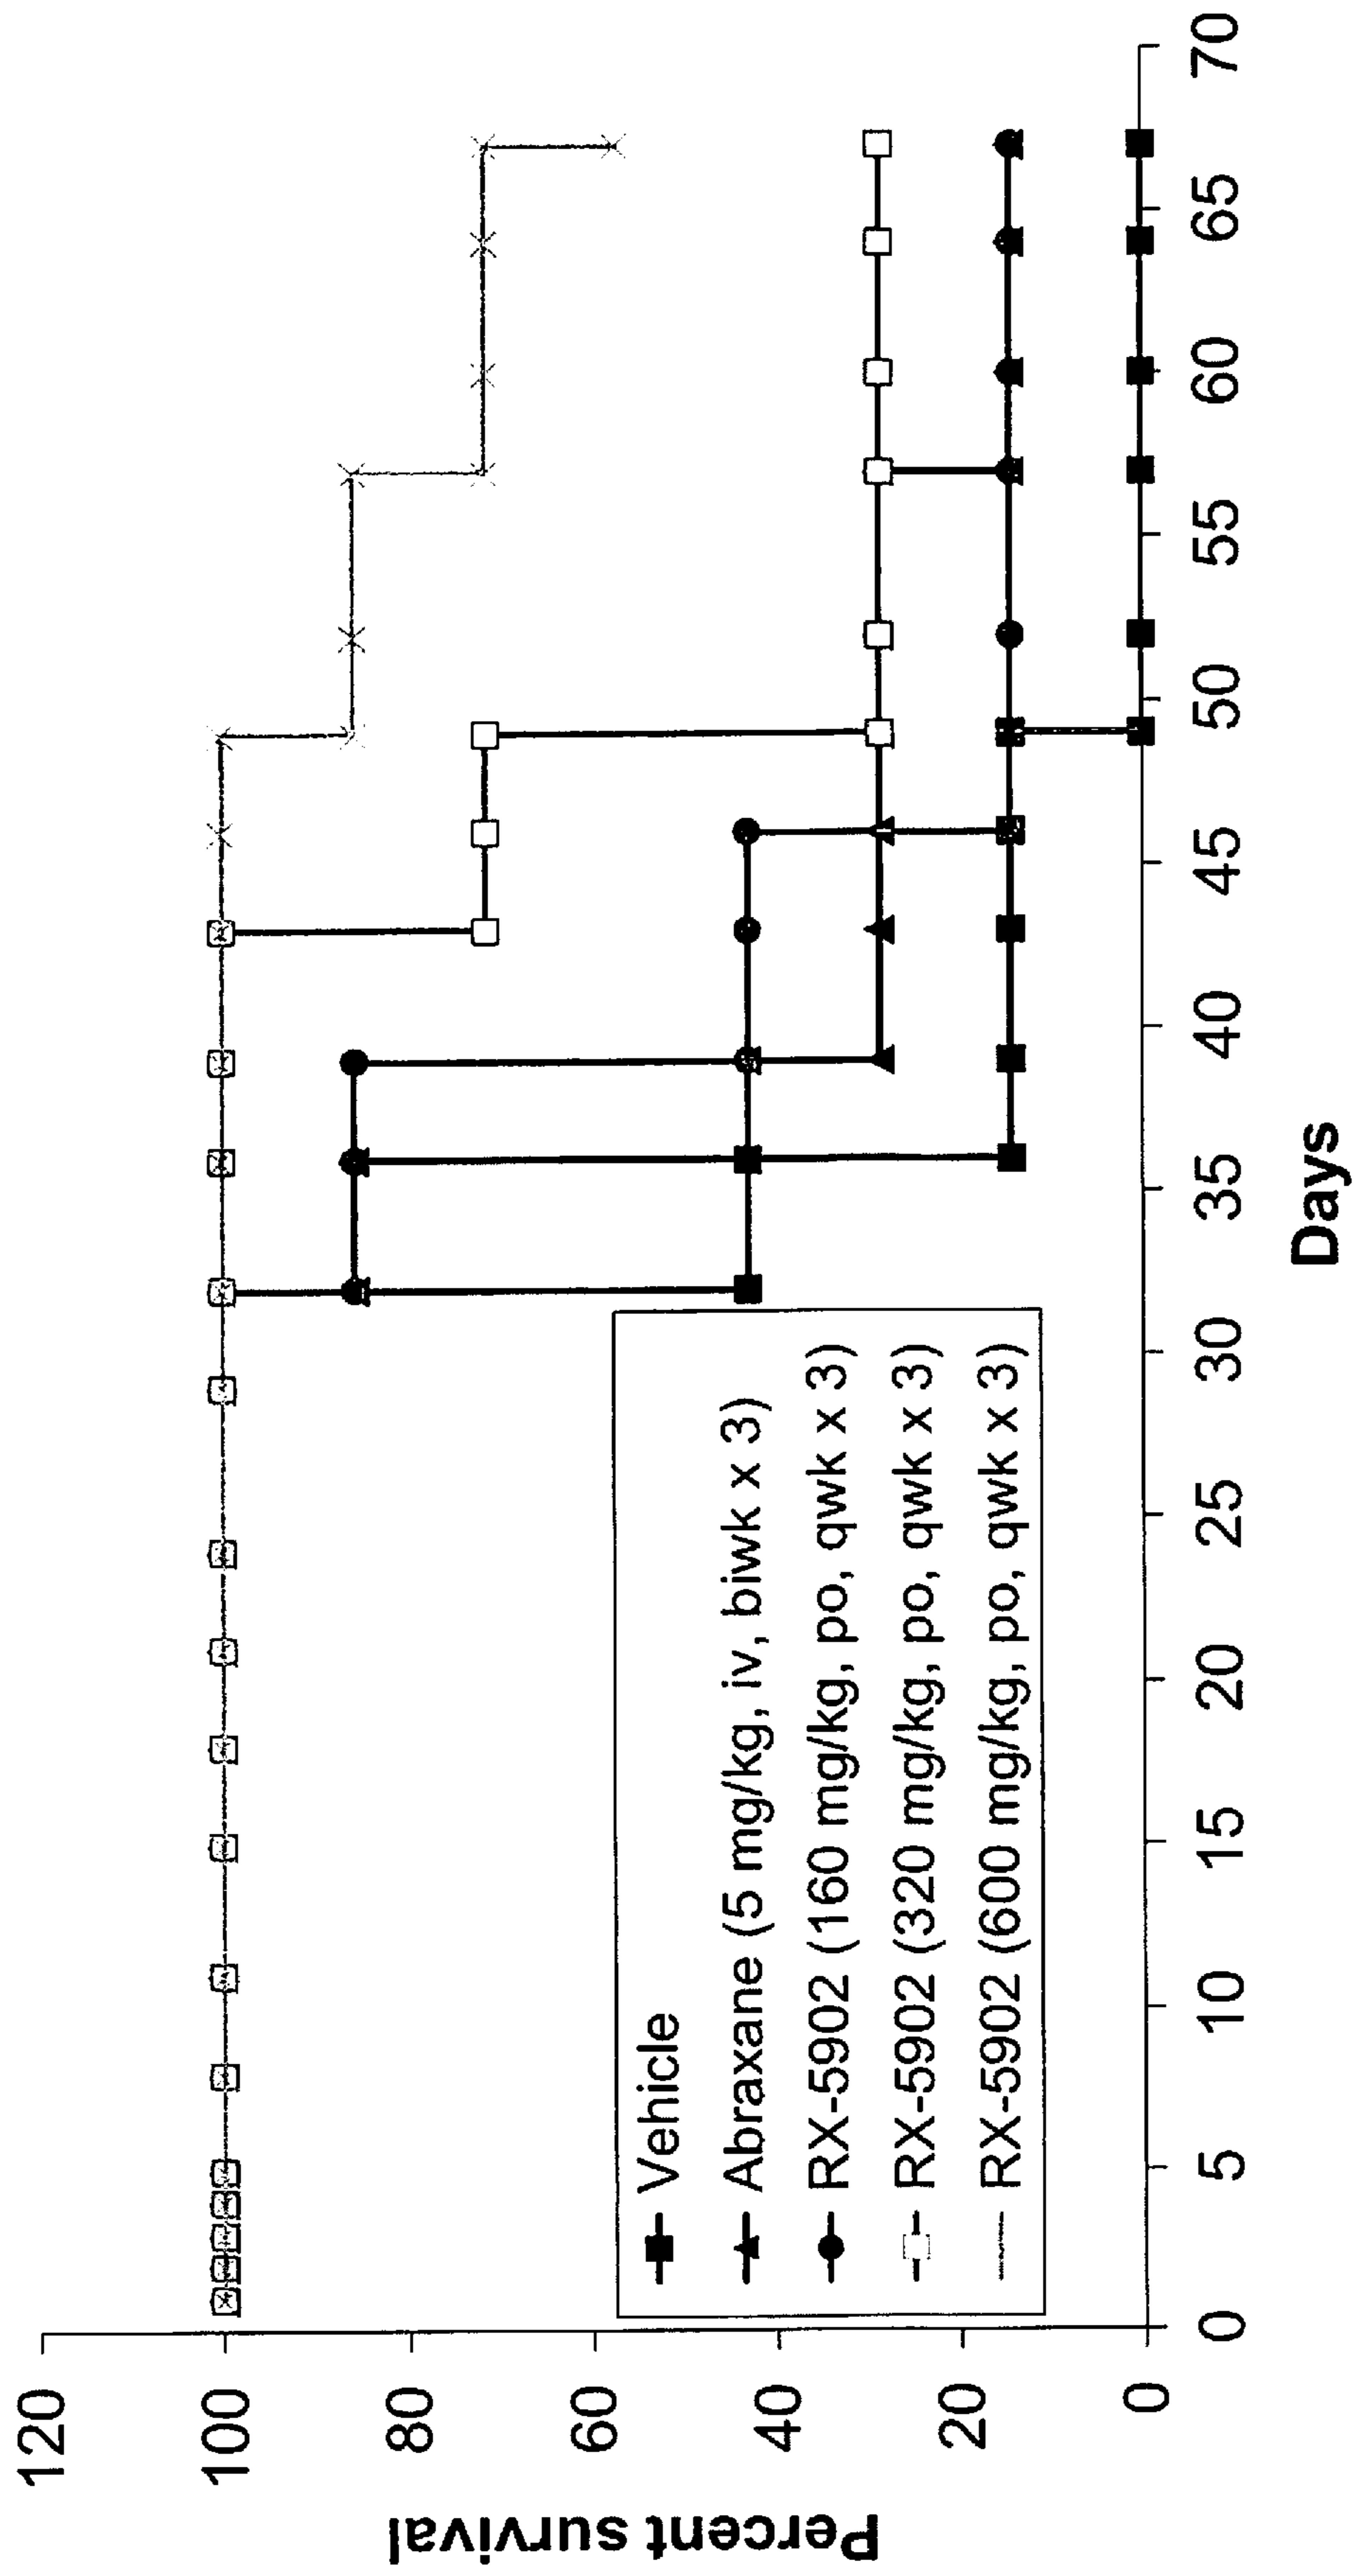 120
100
80
60
40
20
0
Percent survival
Vehicle
Abraxane (5 mg/kg, iv, biwk x 3)
RX-5902 (160 mg/kg, po, qwk x 3)
RX-5902 (320 mg/kg, po, qwk x 3)
RX-5902 (600 mg/kg, po, qwk x 3)
0 5 10 15 20 25 30 35 40 45 50 55 60 65 70
Days